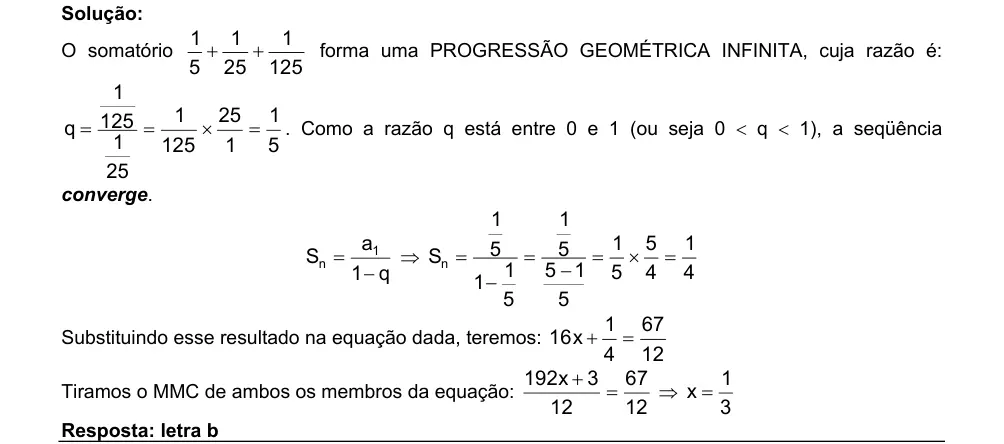 Solução:
O somatório 1/5 + 1/25 + 1/125 forma uma PROGRESSÃO GEOMÉTRICA INFINITA, cuja razão é:
q = (1/125)/(1/25) = 1/125 × 25/1 = 1/5 . Como a razão q está entre 0 e 1 (ou seja 0 < q < 1), a seqüência
converge.
Sₙ = a₁/(1 − q) ⇒ Sₙ = (1/5)/(1 − 1/5) = (1/5)/((5 − 1)/5) = 1/5 × 5/4 = 1/4
Substituindo esse resultado na equação dada, teremos: 16x + 1/4 = 67/12
Tiramos o MMC de ambos os membros da equação: (192x + 3)/12 = 67/12 ⇒ x = 1/3
Resposta: letra b